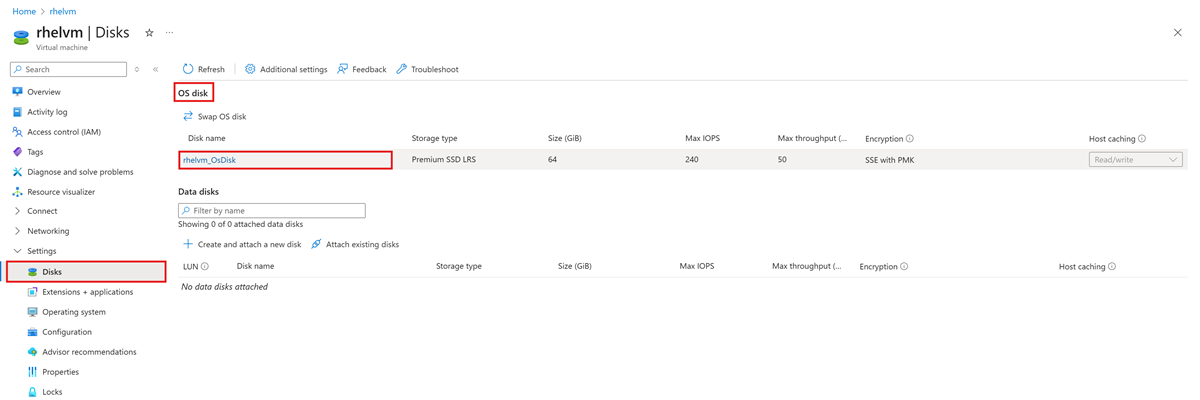 Home > rhelvm
rhelvm | Disks ☆ ...
Virtual machine
Search
Overview
Activity log
Access control (IAM)
Tags
Diagnose and solve problems
Resource visualizer
Connect
Networking
Settings
Disks
Extensions + applications
Operating system
Configuration
Advisor recommendations
Properties
Locks
Refresh Additional settings Feedback Troubleshoot
OS disk
Swap OS disk
Disk name Storage type Size (GiB) Max IOPS Max throughput (... Encryption Host caching
rhelvm_OsDisk Premium SSD LRS 64 240 50 SSE with PMK Read/write
Data disks
Filter by name
Showing 0 of 0 attached data disks
Create and attach a new disk Attach existing disks
LUN Disk name Storage type Size (GiB) Max IOPS Max throughput (... Encryption Host caching
No data disks attached